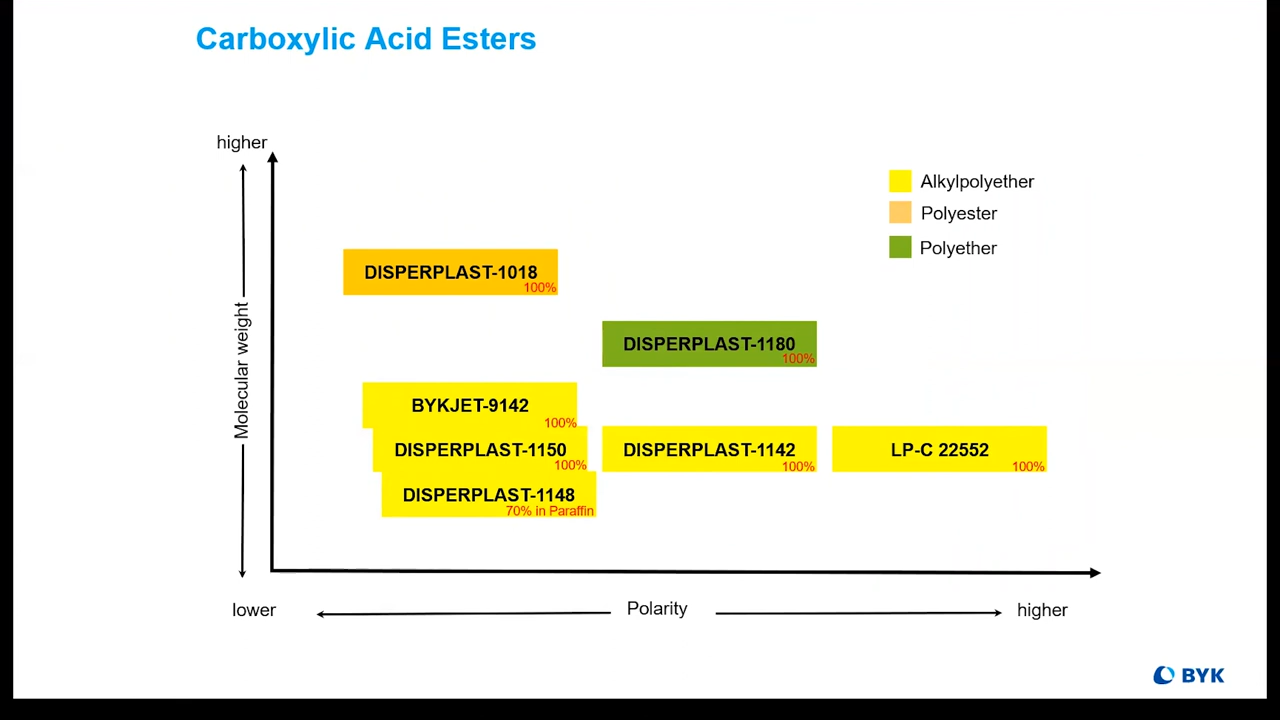 Carboxylic Acid Esters
higher
Molecular weight
Alkylpolyether
Polyester
Polyether
DISPERPLAST-1018
100%
DISPERPLAST-1180
100%
BYKJET-9142
100%
DISPERPLAST-1150
100%
DISPERPLAST-1142
100%
LP-C 22552
100%
DISPERPLAST-1148
70% in Paraffin
lower
Polarity
higher
BYK